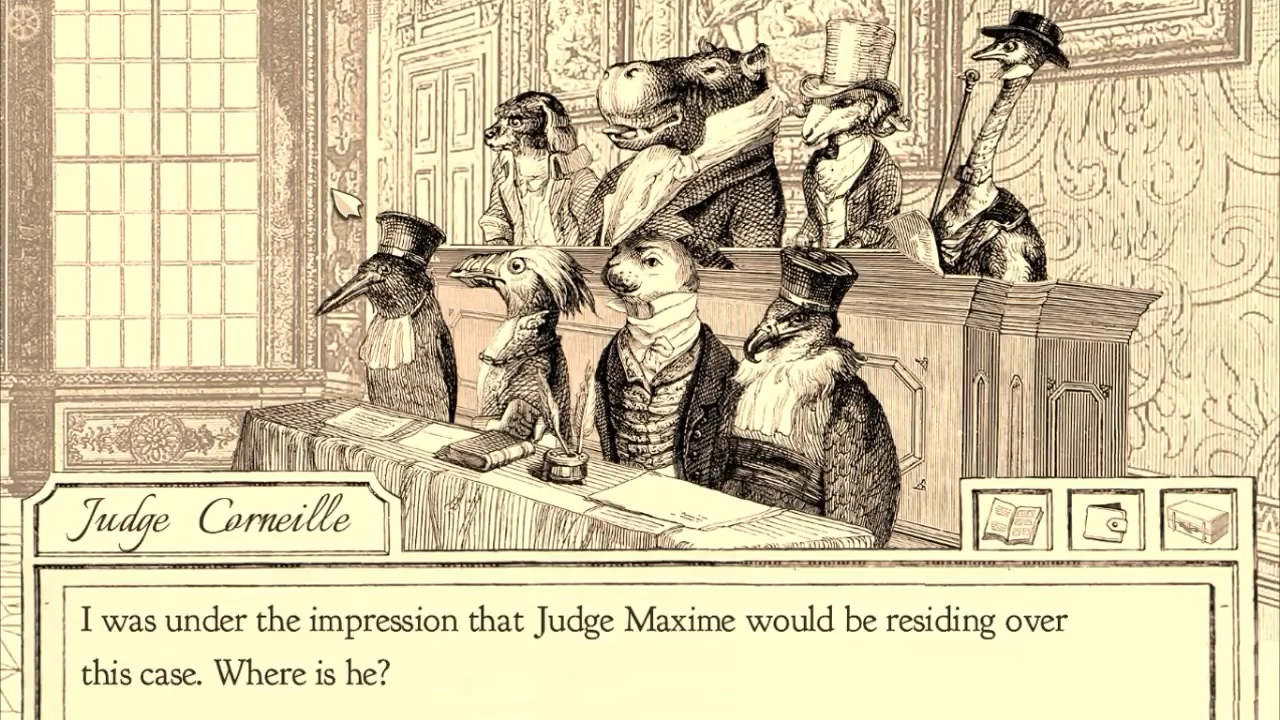 Judge Corneille
I was under the impression that Judge Maxime would be residing over
this case. Where is he?